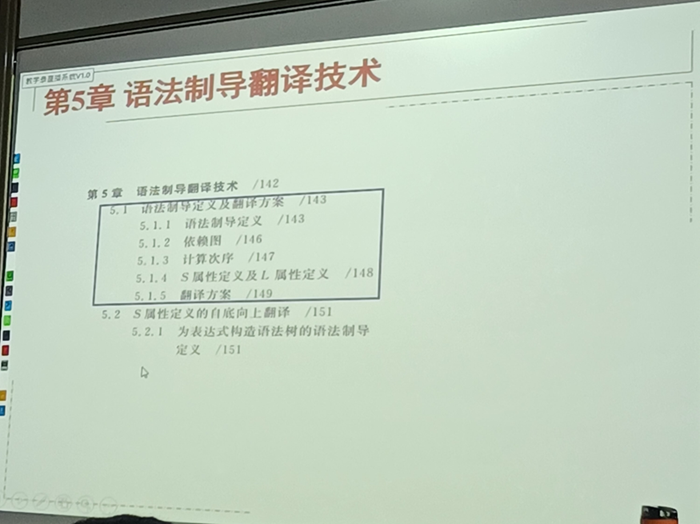 教学质量提系统V1.0
第5章 语法制导翻译技术
第 5 章 语法制导翻译技术 /142
5.1 语法制导定义及翻译方案 /143
5.1.1 语法制导定义 /143
5.1.2 依赖图 /146
5.1.3 计算次序 /147
5.1.4 S 属性定义及 L 属性定义 /148
5.1.5 翻译方案 /149
5.2 S 属性定义的自底向上翻译 /151
5.2.1 为表达式构造语法树的语法制导
定义 /151